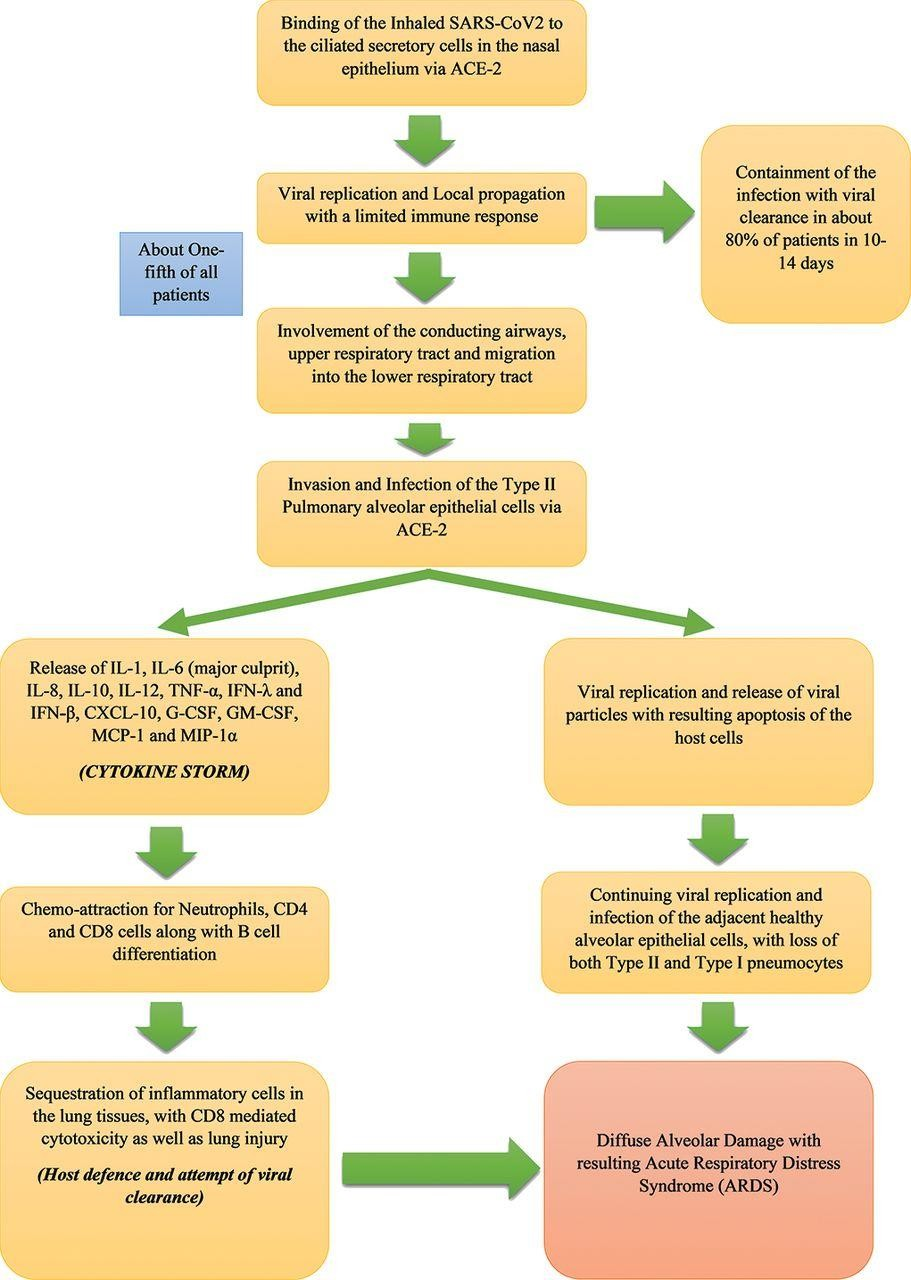 Binding of the Inhaled SARS-CoV2 to
the ciliated secretory cells in the nasal
epithelium via ACE-2
Viral replication and Local propagation
with a limited immune response
Containment of the
infection with viral
clearance in about
80% of patients in 10-
14 days
About One-
fifth of all
patients
Involvement of the conducting airways,
upper respiratory tract and migration
into the lower respiratory tract
Invasion and Infection of the Type II
Pulmonary alveolar epithelial cells via
ACE-2
Release of IL-1, IL-6 (major culprit),
IL-8, IL-10, IL-12, TNF-α, IFN-λ and
IFN-β, CXCL-10, G-CSF, GM-CSF,
MCP-1 and MIP-1α
(CYTOKINE STORM)
Viral replication and release of viral
particles with resulting apoptosis of the
host cells
Chemo-attraction for Neutrophils, CD4
and CD8 cells along with B cell
differentiation
Continuing viral replication and
infection of the adjacent healthy
alveolar epithelial cells, with loss of
both Type II and Type I pneumocytes
Sequestration of inflammatory cells in
the lung tissues, with CD8 mediated
cytotoxicity as well as lung injury
(Host defence and attempt of viral
clearance)
Diffuse Alveolar Damage with
resulting Acute Respiratory Distress
Syndrome (ARDS)